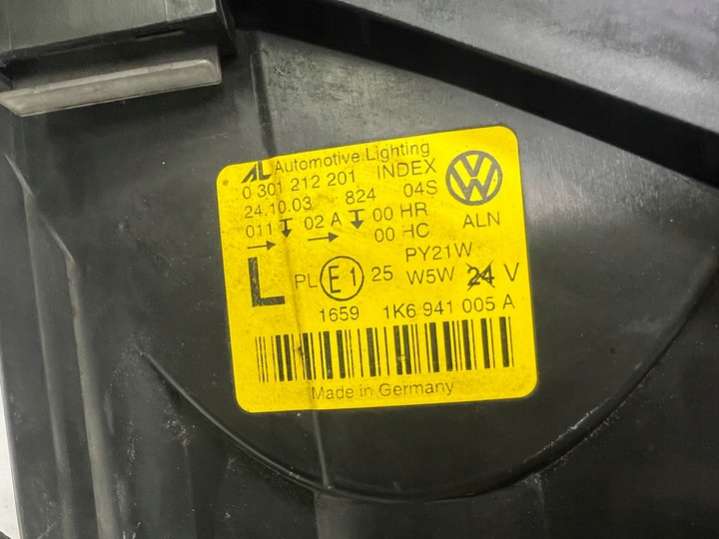 AL Automotive Lighting
0 301 212 201 INDEX
24.10.03 824 04S
011 02 A 00 HR ALN
00 HC
PY21W
L PL E1 25 W5W 24 V
1659 1K6 941 005 A
Made in Germany